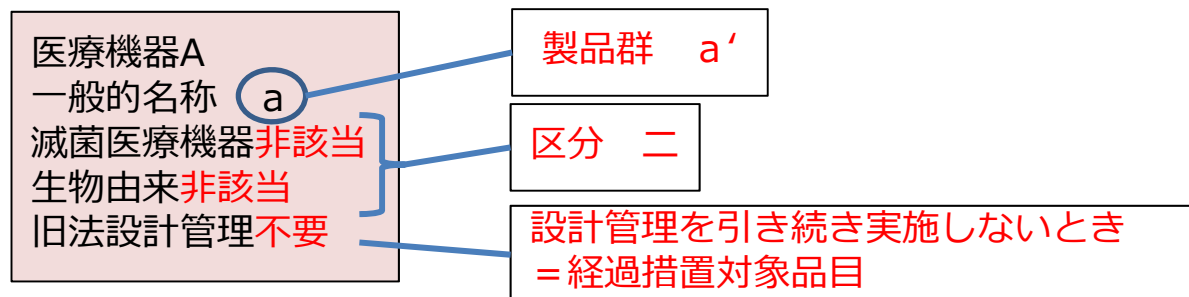 医療機器A
一般的名称 a
滅菌医療機器非該当
生物由来非該当
旧法設計管理不要
製品群 a‘
区分 二
設計管理を引き続き実施しないとき
＝経過措置対象品目